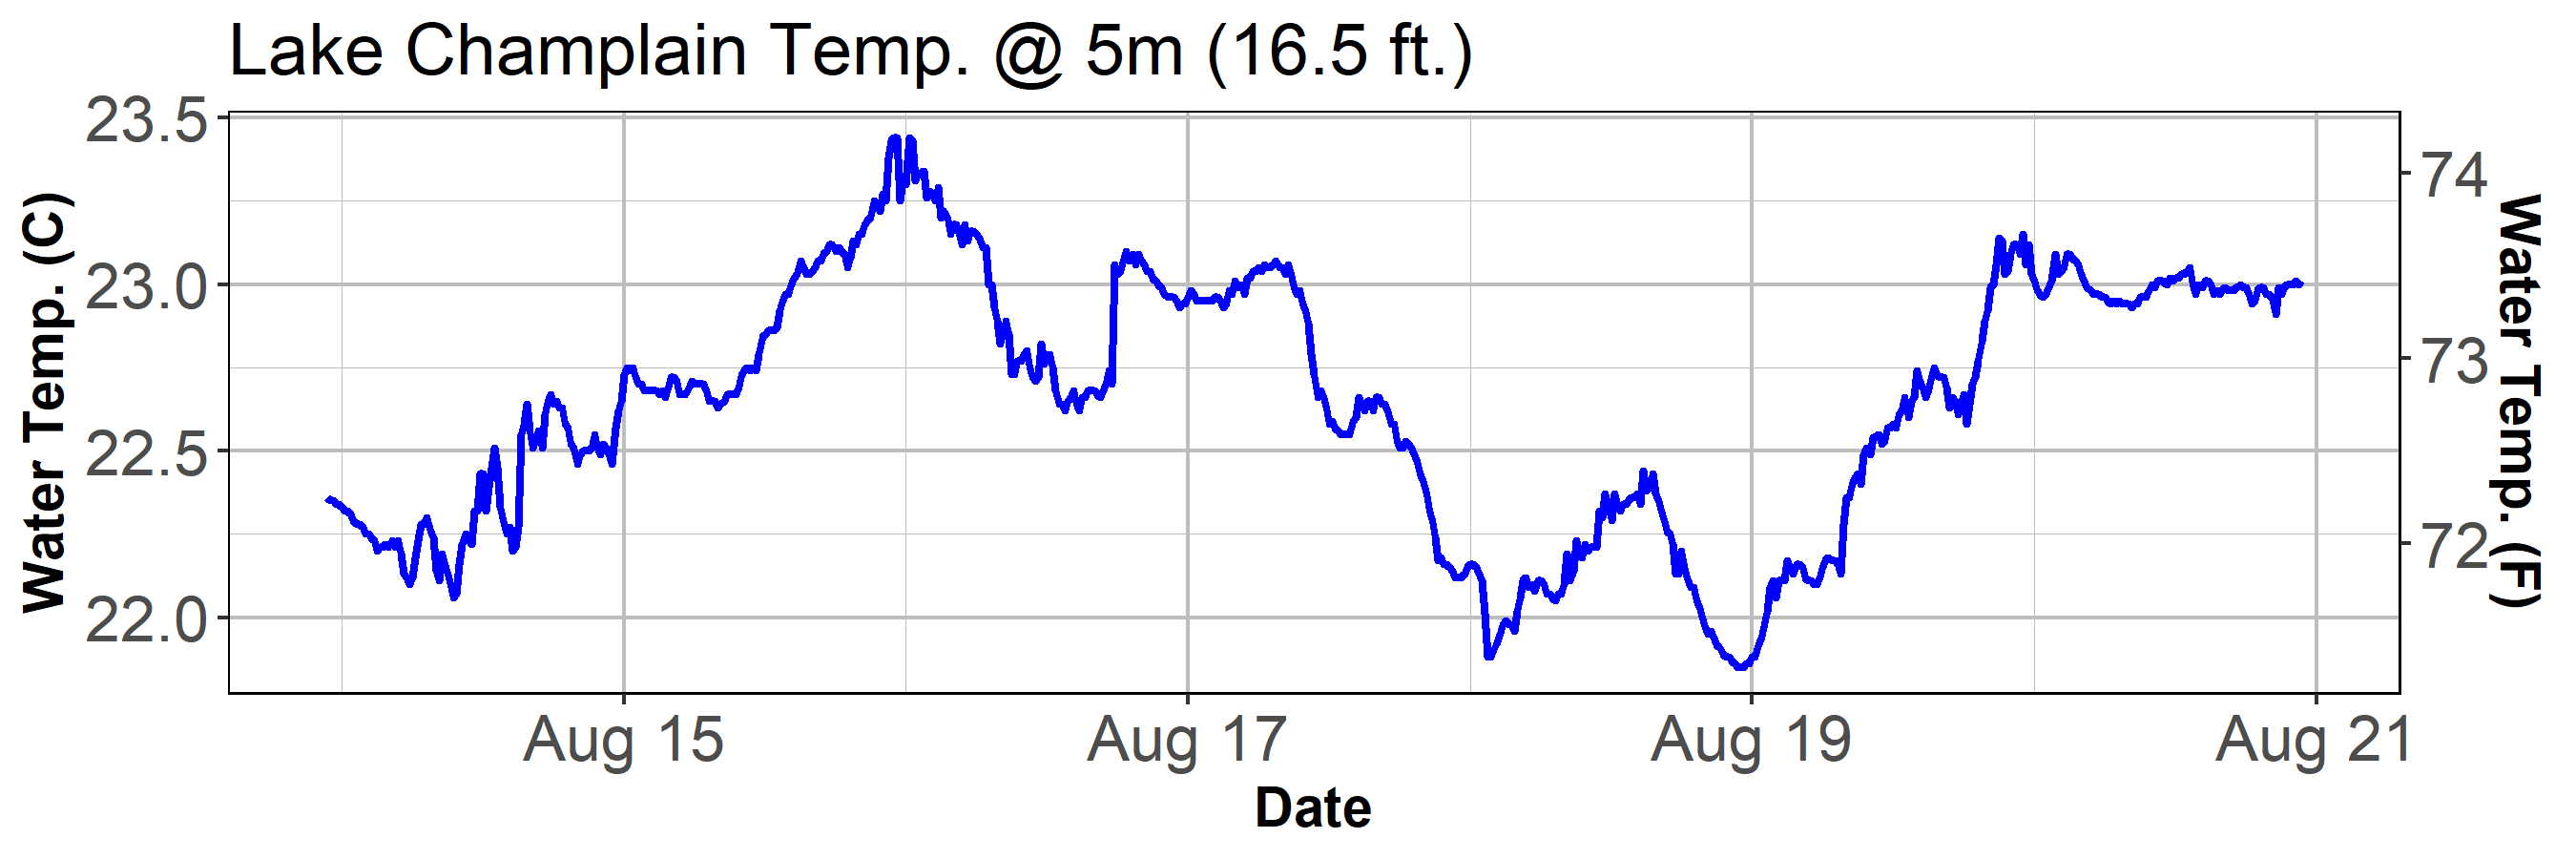 Lake Champlain Temp. @ 5m (16.5 ft.)
Water Temp. (C)
23.5
23.0
22.5
22.0
74
73
72
Water Temp. (F)
Aug 15 Aug 17 Aug 19 Aug 21
Date